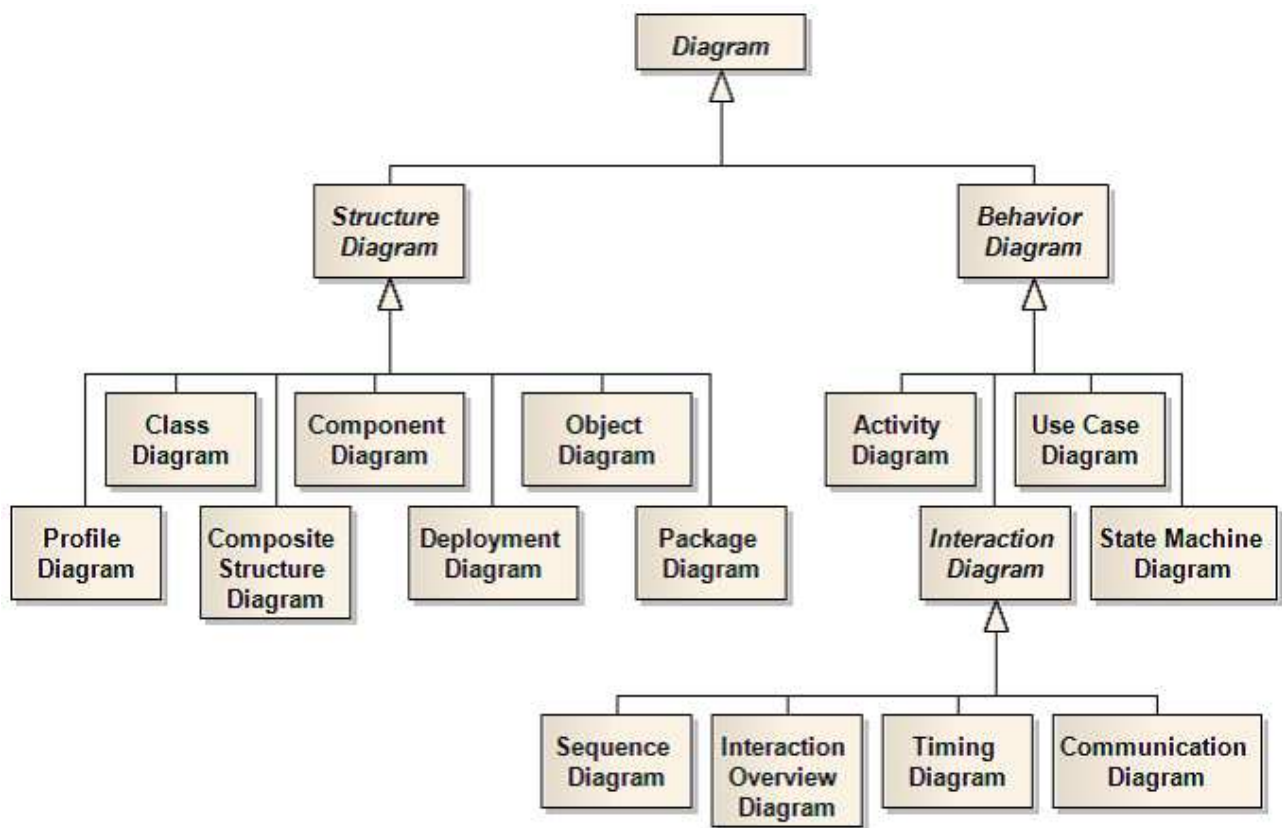 Diagram
Structure
Diagram
Behavior
Diagram
Class
Diagram
Component
Diagram
Object
Diagram
Activity
Diagram
Use Case
Diagram
Profile
Diagram
Composite
Structure
Diagram
Deployment
Diagram
Package
Diagram
Interaction
Diagram
State Machine
Diagram
Sequence
Diagram
Interaction
Overview
Diagram
Timing
Diagram
Communication
Diagram